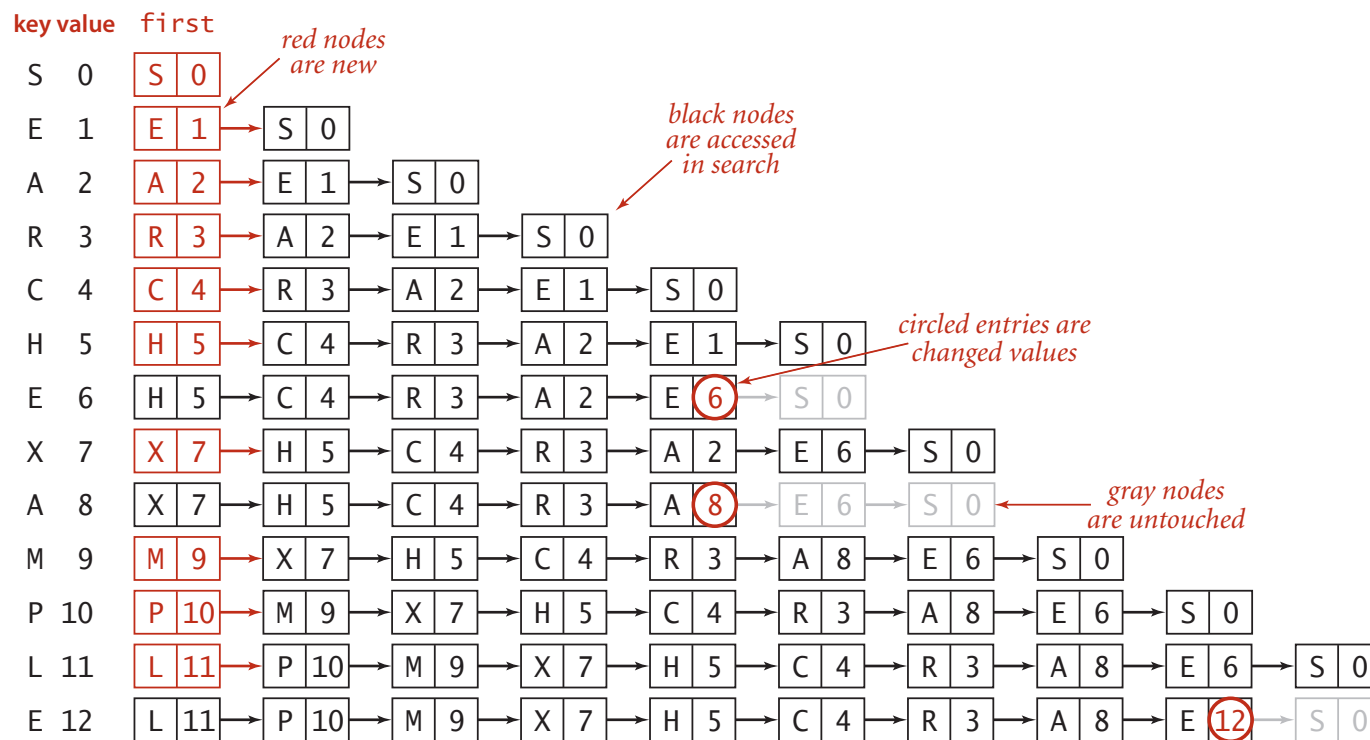 key value first
red nodes
are new
S 0 S 0
E 1 E 1 S 0
black nodes
are accessed
in search
A 2 A 2 E 1 S 0
R 3 R 3 A 2 E 1 S 0
C 4 C 4 R 3 A 2 E 1 S 0
circled entries are
changed values
H 5 H 5 C 4 R 3 A 2 E 1 S 0
E 6 H 5 C 4 R 3 A 2 E 6 S 0
X 7 X 7 H 5 C 4 R 3 A 2 E 6 S 0
A 8 X 7 H 5 C 4 R 3 A 8 E 6 S 0
gray nodes
are untouched
M 9 M 9 X 7 H 5 C 4 R 3 A 8 E 6 S 0
P 10 P 10 M 9 X 7 H 5 C 4 R 3 A 8 E 6 S 0
L 11 L 11 P 10 M 9 X 7 H 5 C 4 R 3 A 8 E 6 S 0
E 12 L 11 P 10 M 9 X 7 H 5 C 4 R 3 A 8 E 12 S 0